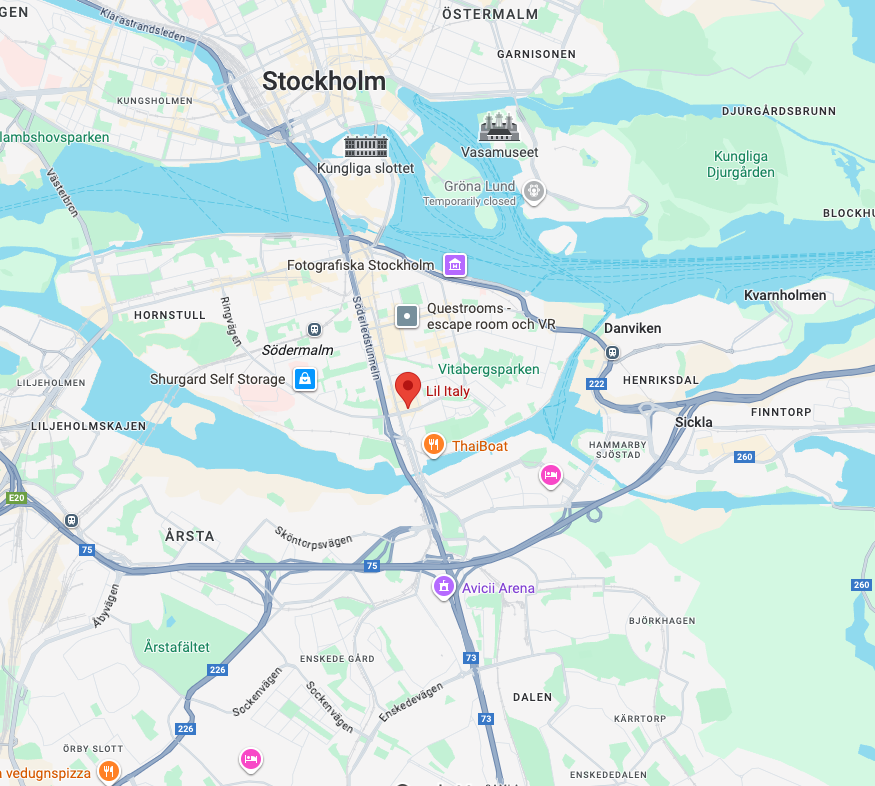 GEN
Klarastrandsleden
ÖSTERMALM
GARNISONEN
Stockholm
KUNGSHOLMEN
DJURGÅRDSBRUNN
lambshovsparken
Vasamuseet
Kungliga slottet
Kungliga
Djurgården
Gröna Lund
Temporarily closed
Västerbron
BLOCKHU
Fotografiska Stockholm
Kvarnholmen
HORNSTULL
Ringvägen
Söderledstunneln
Questrooms -
escape room och VR
Danviken
Södermalm
Vitabergsparken
Shurgard Self Storage
LILJEHOLMEN
222
HENRIKSDAL
Lil Italy
FINNTORP
Sickla
LILJEHOLMSKAJEN
ThaiBoat
HAMMARBY
SJÖSTAD
260
E20
ÅRSTA
Sköntorpsvägen
75
75
Avicii Arena
260
Åbyvägen
BJÖRKHAGEN
Årstafältet
ENSKEDE GÅRD
73
226
Sockenvägen
Sockenvägen
Enskedevägen
DALEN
73
KÄRRTORP
226
ÖRBY SLOTT
vedugnspizza
ENSKEDEDALEN